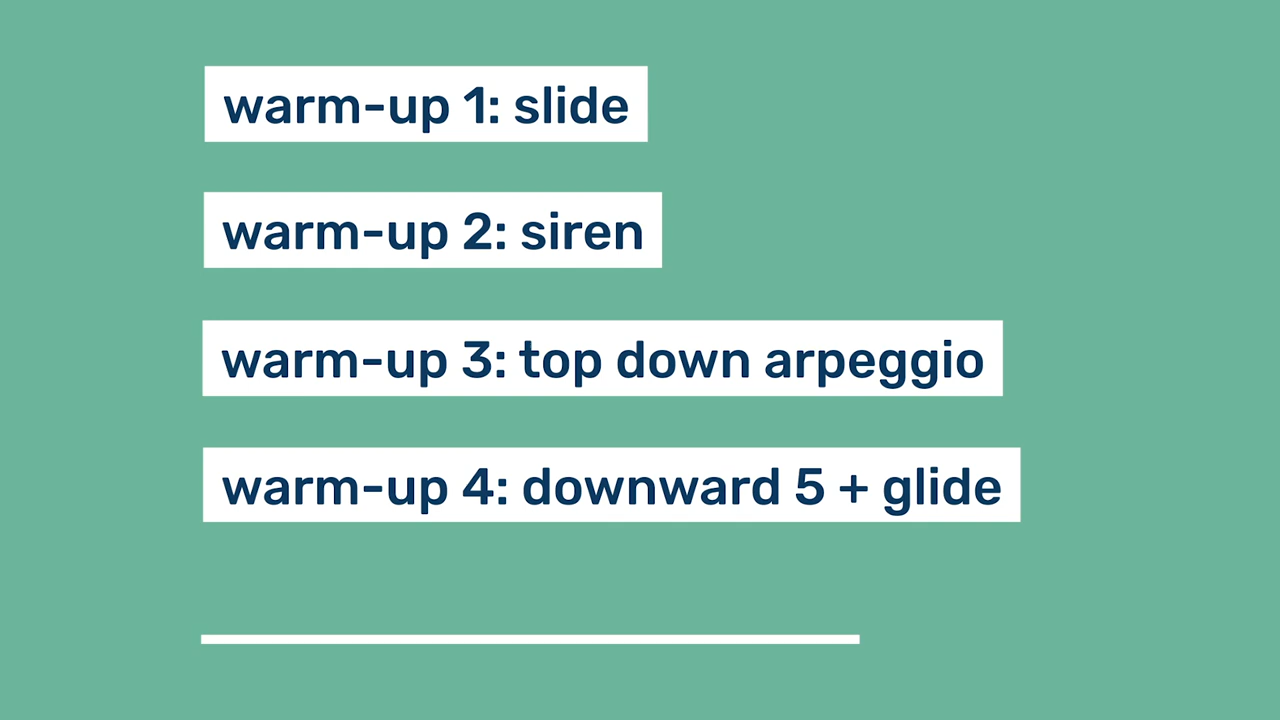 warm-up 1: slide
warm-up 2: siren
warm-up 3: top down arpeggio
warm-up 4: downward 5 + glide